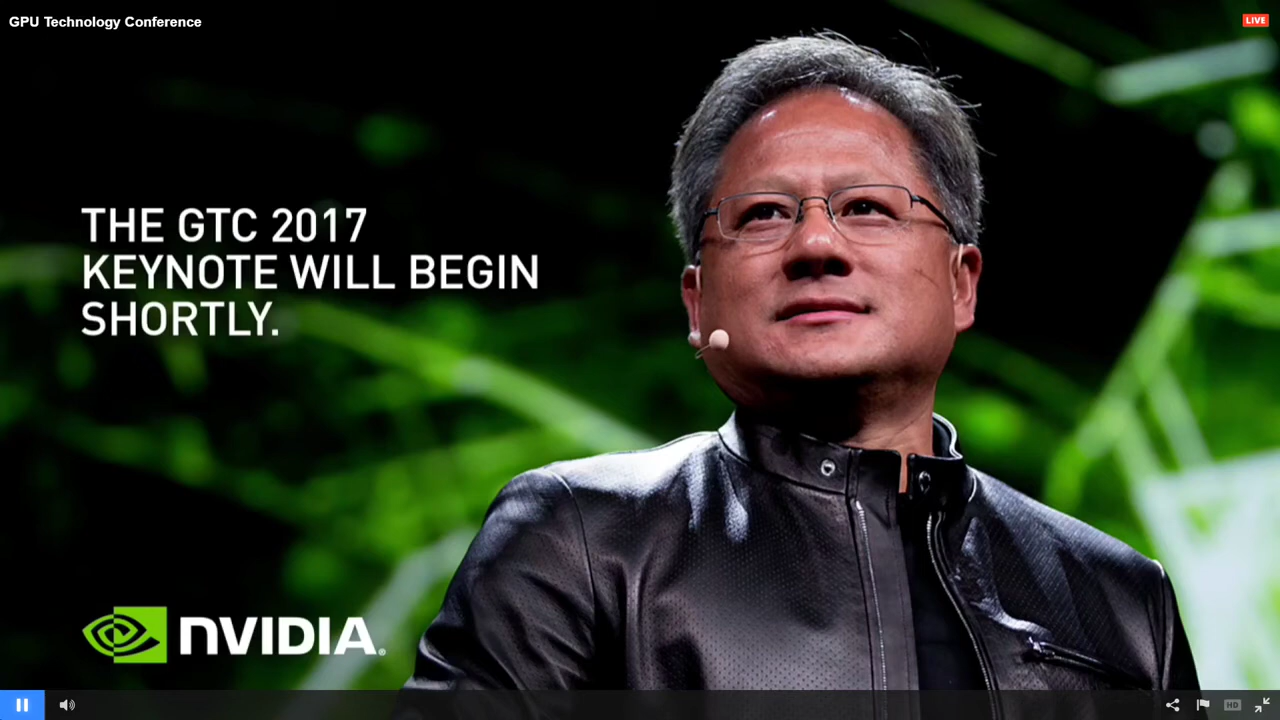 GPU Technology Conference
LIVE
THE GTC 2017
KEYNOTE WILL BEGIN
SHORTLY.
NVIDIA®
HD